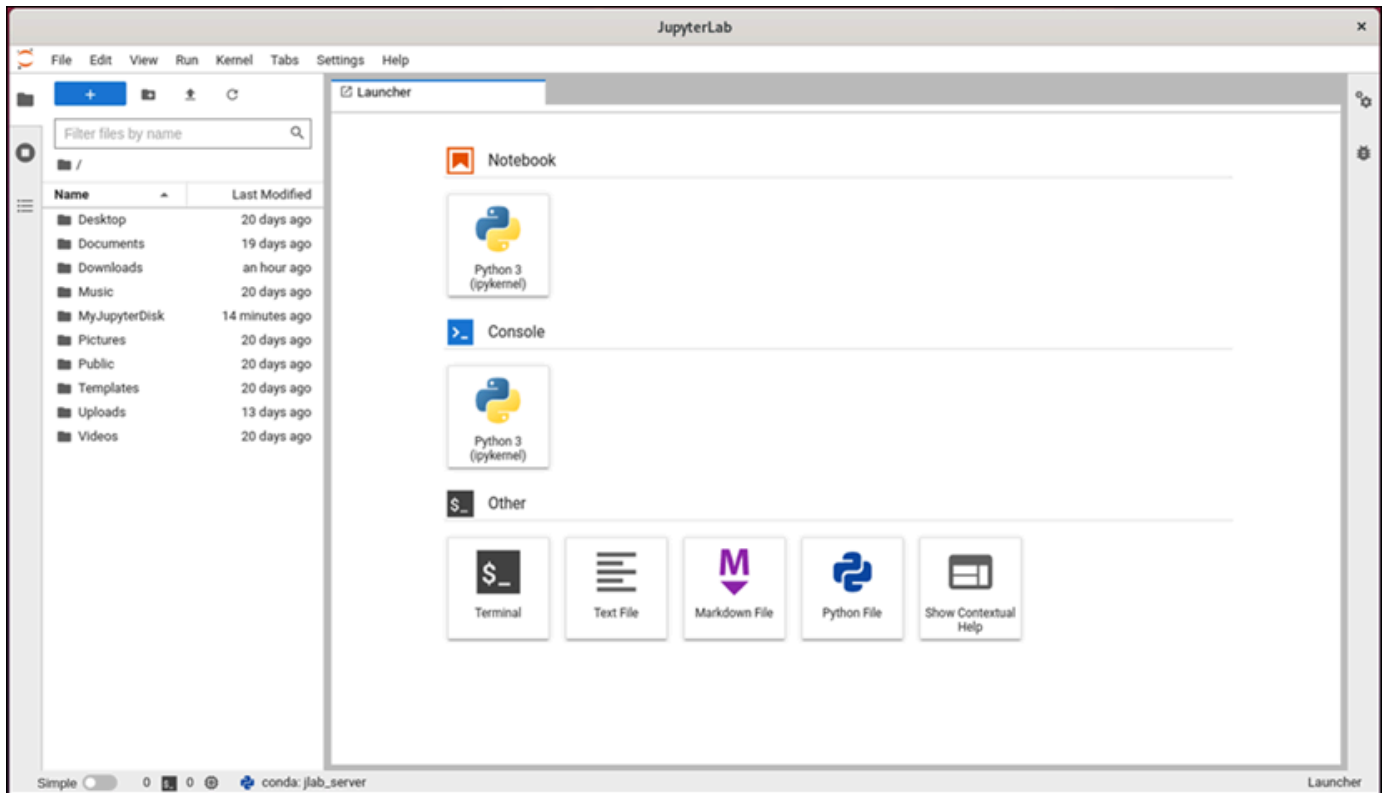 JupyterLab
File Edit View Run Kernel Tabs Settings Help
+
Launcher
Filter files by name
/
Name Last Modified
Desktop 20 days ago
Documents 19 days ago
Downloads an hour ago
Music 20 days ago
MyJupyterDisk 14 minutes ago
Pictures 20 days ago
Public 20 days ago
Templates 20 days ago
Uploads 13 days ago
Videos 20 days ago
Notebook
Python 3
(ipykernel)
>_ Console
Python 3
(ipykernel)
$_ Other
$_
M
Terminal
Text File
Markdown File
Python File
Show Contextual
Help
Simple 0 $_ 0 conda: jlab_server Launcher